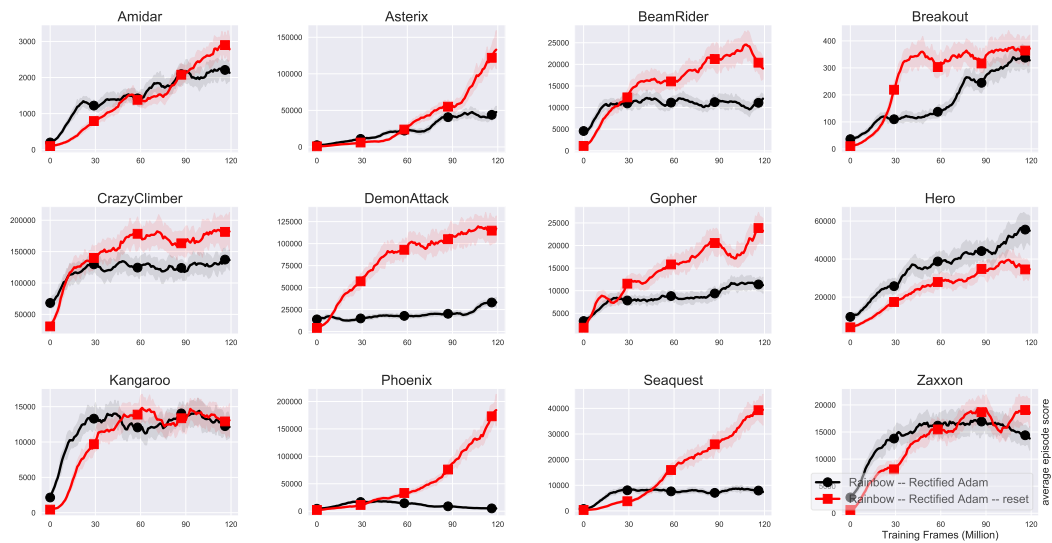 Amidar
Asterix
BeamRider
Breakout
3000
2000
1000
0
0 30 60 90 120
150000
100000
50000
0
0 30 60 90 120
25000
20000
15000
10000
5000
0
0 30 60 90 120
400
300
200
100
0
0 30 60 90 120
CrazyClimber
DemonAttack
Gopher
Hero
200000
150000
100000
50000
0 30 60 90 120
125000
100000
75000
50000
25000
0
0 30 60 90 120
25000
20000
15000
10000
5000
0 30 60 90 120
60000
40000
20000
0 30 60 90 120
Kangaroo
Phoenix
Seaquest
Zaxxon
15000
10000
5000
0
0 30 60 90 120
200000
150000
100000
50000
0
0 30 60 90 120
40000
30000
20000
10000
0
0 30 60 90 120
20000
15000
10000
5000
0
0 30 60 90 120
Rainbow -- Rectified Adam
Rainbow -- Rectified Adam -- reset
Training Frames (Million)
average episode score